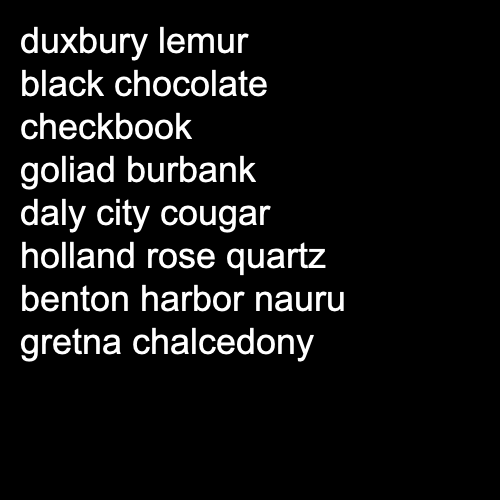 duxbury lemur
black chocolate
checkbook
goliad burbank
daly city cougar
holland rose quartz
benton harbor nauru
gretna chalcedony